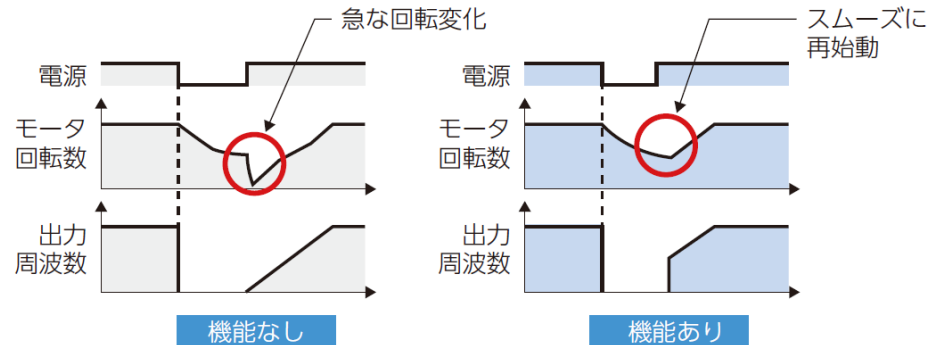 急な回転変化
電源
モータ
回転数
出力
周波数
機能なし
スムーズに
再始動
電源
モータ
回転数
出力
周波数
機能あり